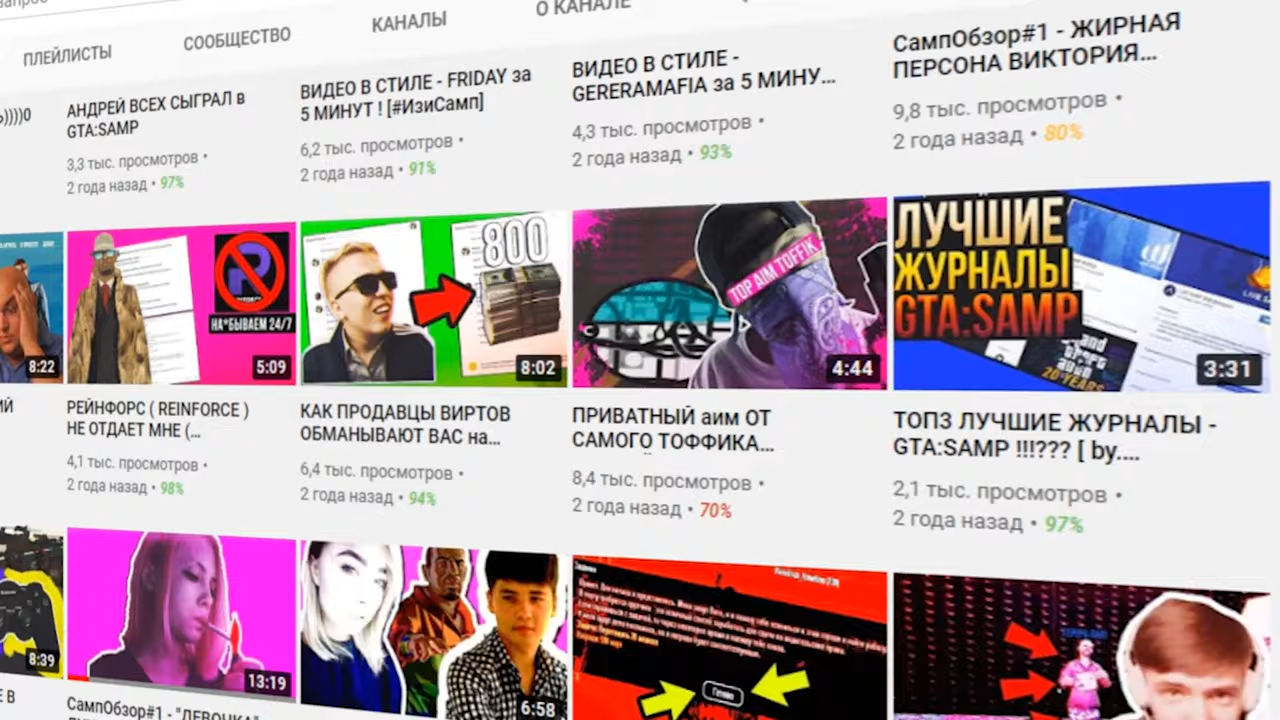 ПЛЕЙЛИСТЫ
СООБЩЕСТВО
КАНАЛЫ
О КАНАЛЕ
АНДРЕЙ ВСЕХ СЫГРАЛ в
GTA:SAMP
3,3 тыс. просмотров •
2 года назад • 97%
ВИДЕО В СТИЛЕ - FRIDAY за
5 МИНУТ ! [#ИзиСамп]
6,2 тыс. просмотров •
2 года назад • 91%
ВИДЕО В СТИЛЕ -
GERERAMAFIA за 5 МИНУ...
4,3 тыс. просмотров •
2 года назад • 93%
СампОбзор#1 - ЖИРНАЯ
ПЕРСОНА ВИКТОРИЯ...
9,8 тыс. просмотров •
2 года назад • 80%
8:22
НА*БЫВАЕМ 24/7
5:09
800
8:02
TOP AIM TOFFIK
4:44
ЛУЧШИЕ
ЖУРНАЛЫ
GTA:SAMP
20 YEARS
3:31
РЕЙНФОРС ( REINFORCE )
НЕ ОТДАЕТ МНЕ (...
4,1 тыс. просмотров •
2 года назад • 98%
КАК ПРОДАВЦЫ ВИРТОВ
ОБМАНЫВАЮТ ВАС на...
6,4 тыс. просмотров •
2 года назад • 94%
ПРИВАТНЫЙ аим ОТ
САМОГО ТОФФИКА...
8,4 тыс. просмотров •
2 года назад • 70%
ТОП3 ЛУЧШИЕ ЖУРНАЛЫ -
GTA:SAMP !!!??? [ by....
2,1 тыс. просмотров •
2 года назад • 97%
8:39
13:19
6:58
СампОбзор#1 - "ДЕВОЧКА"